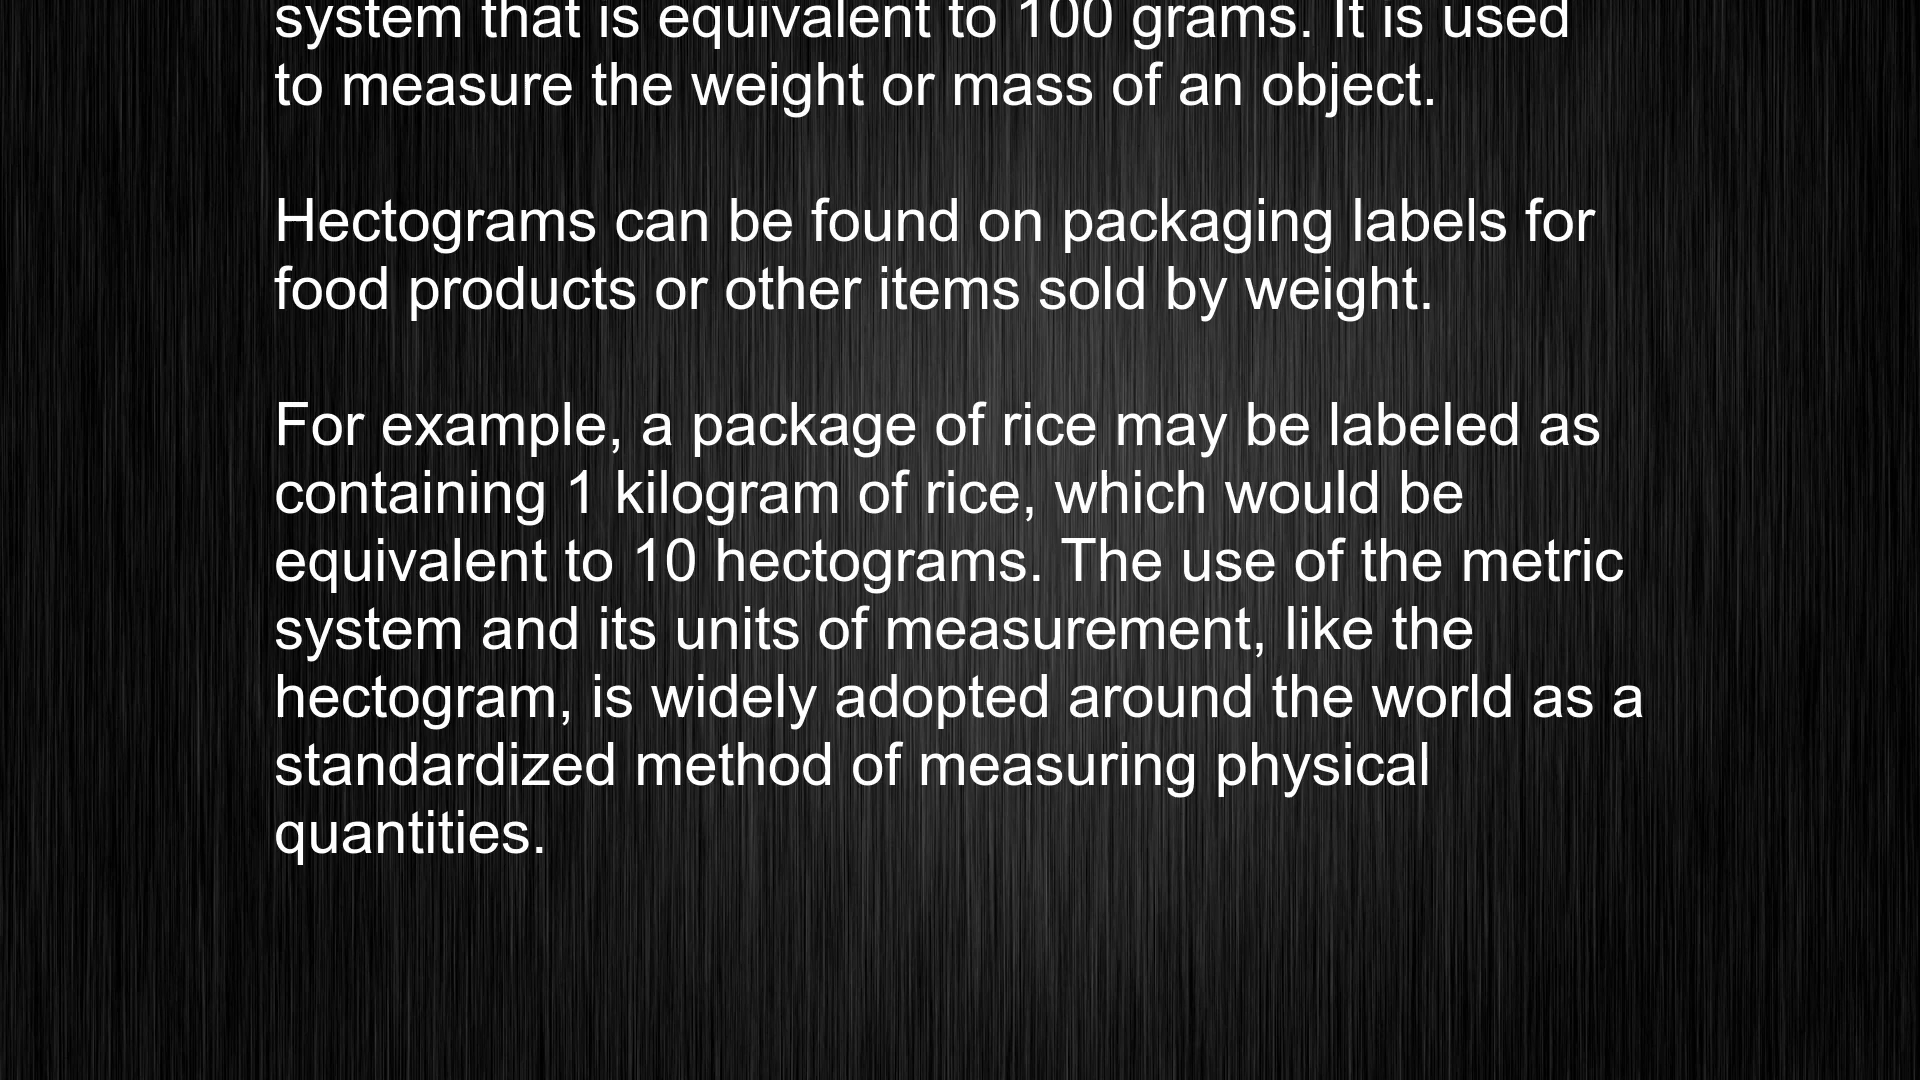 system that is equivalent to 100 grams. It is used
to measure the weight or mass of an object.
Hectograms can be found on packaging labels for
food products or other items sold by weight.
For example, a package of rice may be labeled as
containing 1 kilogram of rice, which would be
equivalent to 10 hectograms. The use of the metric
system and its units of measurement, like the
hectogram, is widely adopted around the world as a
standardized method of measuring physical
quantities.